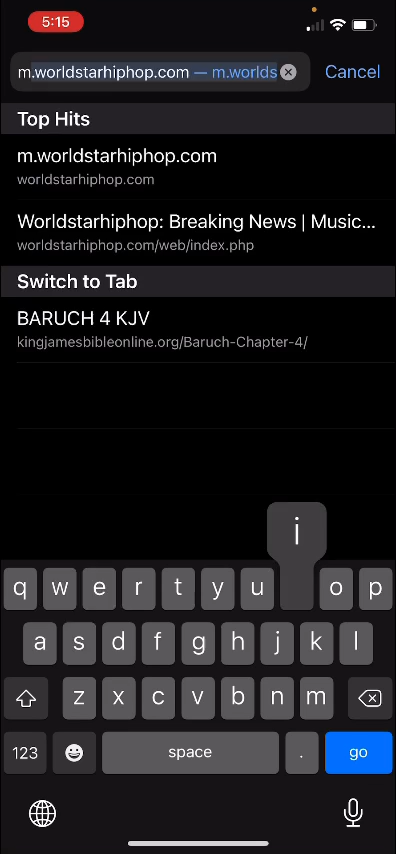 5:15
m.worldstarhiphop.com — m.worlds
Cancel
Top Hits
m.worldstarhiphop.com
worldstarhiphop.com
Worldstarhiphop: Breaking News | Music...
worldstarhiphop.com/web/index.php
Switch to Tab
BARUCH 4 KJV
kingjamesbibleonline.org/Baruch-Chapter-4/
i
q w e r t y u o p
a s d f g h j k l
z x c v b n m
123 space . go